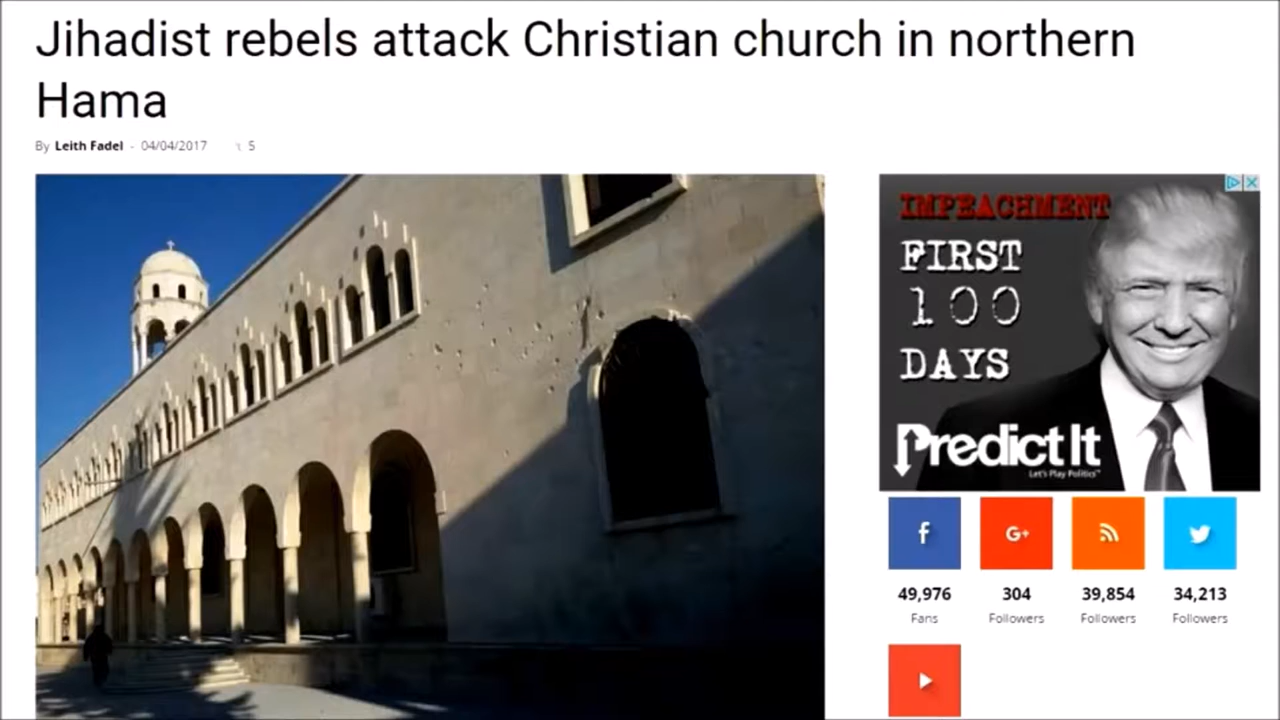 Jihadist rebels attack Christian church in northern
Hama
By Leith Fadel - 04/04/2017 5
IMPEACHMENT
FIRST
100
DAYS
PredictIt
Let's Play Politics™
f
G+
49,976
304
39,854
34,213
Fans
Followers
Followers
Followers